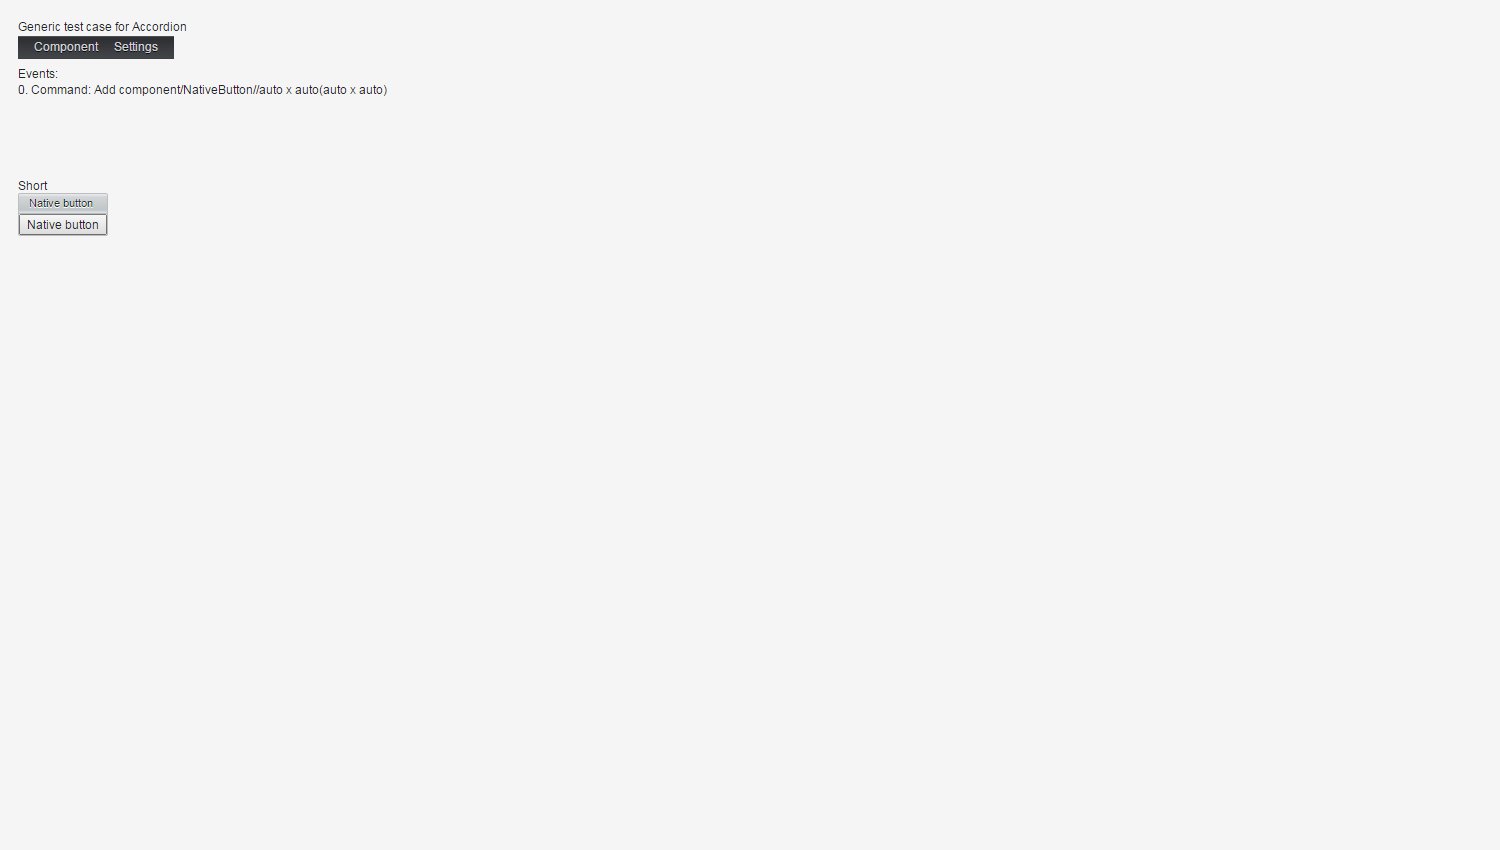 Generic test case for Accordion
Component Settings
Events:
0. Command: Add component/NativeButton//auto x auto(auto x auto)
Short
Native button
Native button